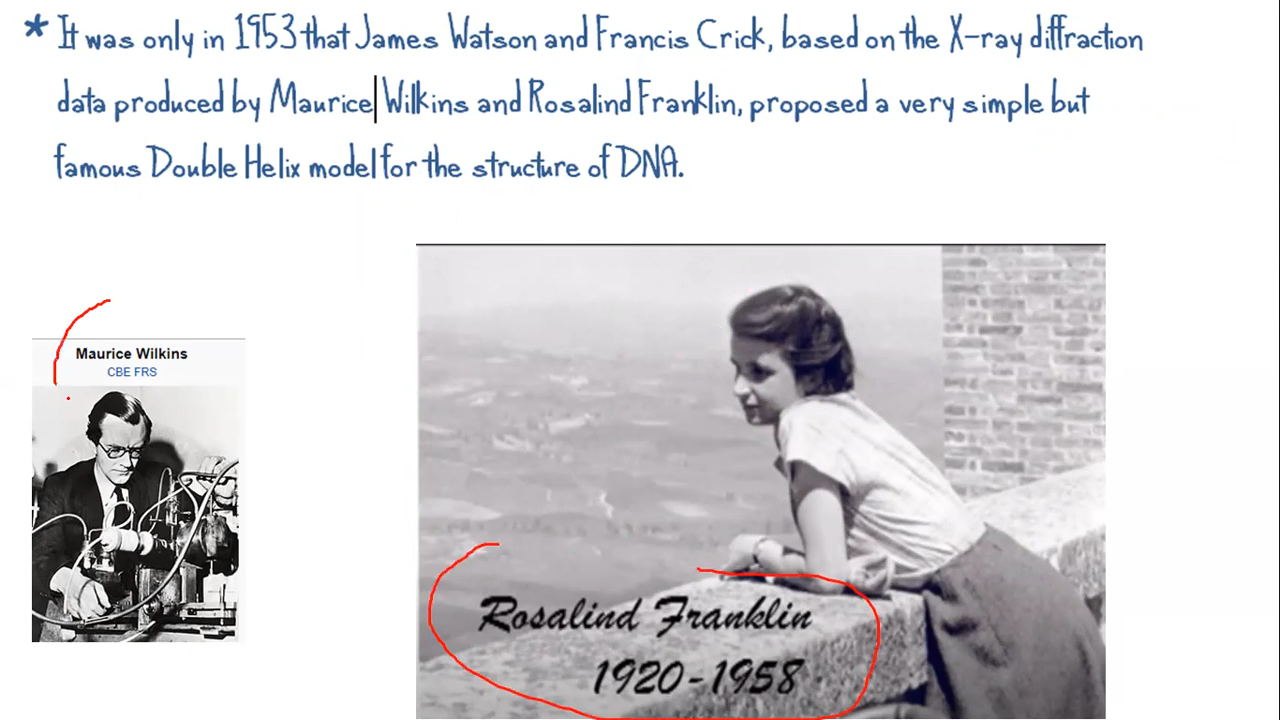 * It was only in 1953 that James Watson and Francis Crick, based on the X-ray diffraction
data produced by Maurice Wilkins and Rosalind Franklin, proposed a very simple but
famous Double Helix model for the structure of DNA.
Maurice Wilkins
CBE FRS
Rosalind Franklin
1920-1958